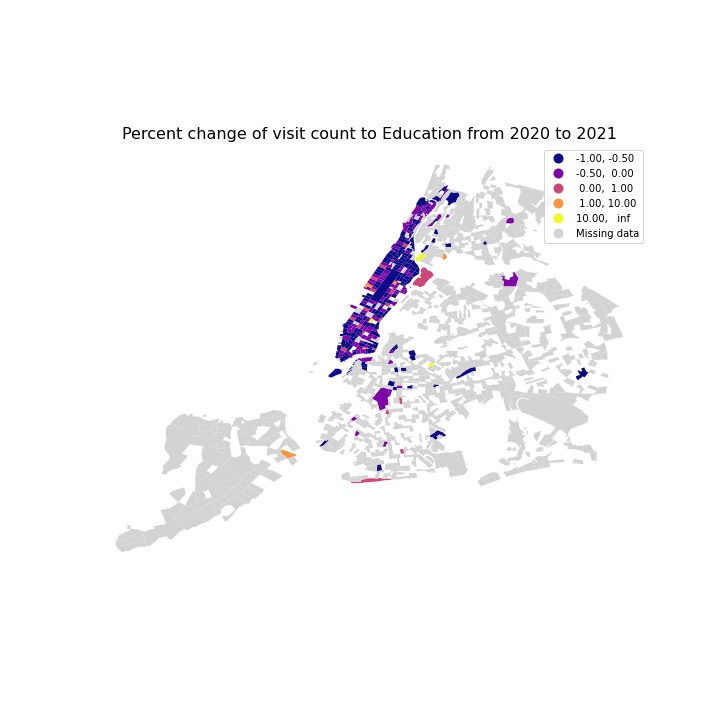 Percent change of visit count to Education from 2020 to 2021
-1.00, -0.50
-0.50, 0.00
0.00, 1.00
1.00, 10.00
10.00, inf
Missing data